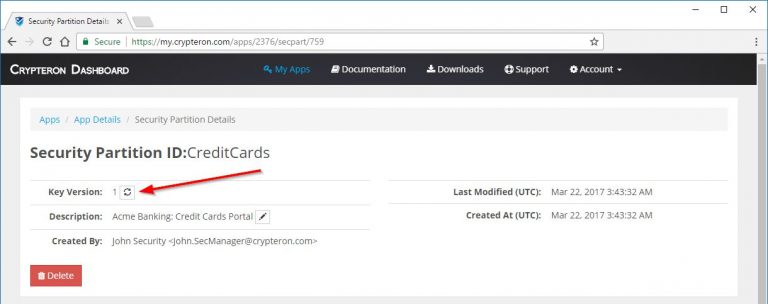 Security Partition Details
Secure https://my.crypteron.com/apps/2376/secpart/759
CRYPTERON DASHBOARD My Apps Documentation Downloads Support Account
Apps / App Details / Security Partition Details
Security Partition ID:CreditCards
Key Version: 1 Last Modified (UTC): Mar 22, 2017 3:43:32 AM
Description: Acme Banking: Credit Cards Portal Created At (UTC): Mar 22, 2017 3:43:32 AM
Created By: John Security <John.SecManager@crypteron.com>
Delete